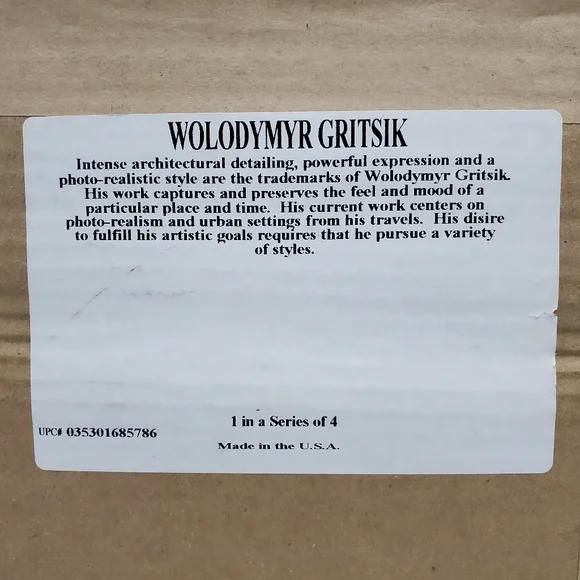 WOLODYMYR GRITSIK
Intense architectural detailing, powerful expression and a
photo-realistic style are the trademarks of Wolodymyr Gritsik.
His work captures and preserves the feel and mood of a
particular place and time. His current work centers on
photo-realism and urban settings from his travels. His disire
to fulfill his artistic goals requires that he pursue a variety
of styles.
1 in a Series of 4
UPC# 035301685786
Made in the U.S.A.